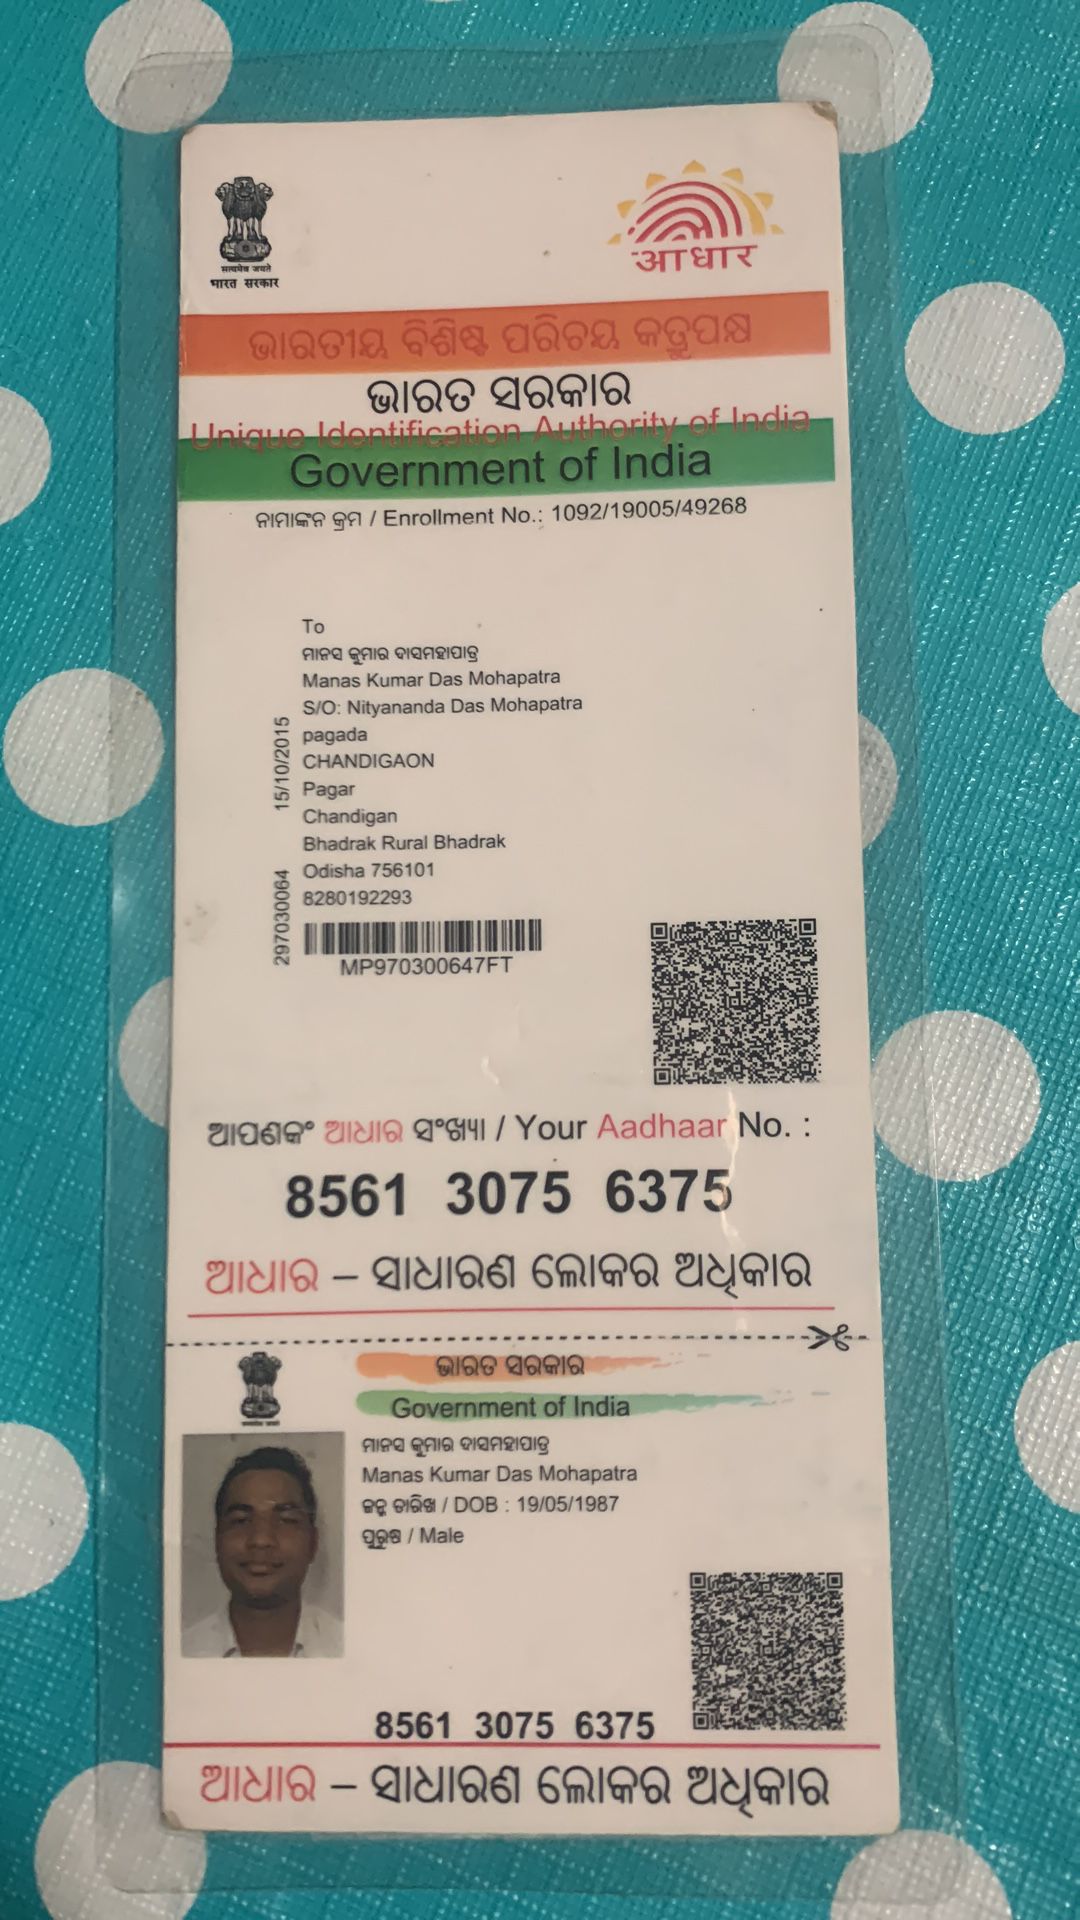 सत्यमेव जयते
भारत सरकार
आधार
ଭାରତୀୟ ବିଶିଷ୍ଟ ପରିଚୟ କର୍ତ୍ତୃପକ୍ଷ
ଭାରତ ସରକାର
Unique Identification Authority of India
Government of India
ନାମାଙ୍କନ କ୍ରମ / Enrollment No.: 1092/19005/49268
To
ମାନସ କୁମାର ଦାସମହାପାତ୍ର
Manas Kumar Das Mohapatra
S/O: Nityananda Das Mohapatra
pagada
CHANDIGAON
Pagar
Chandigan
Bhadrak Rural Bhadrak
Odisha 756101
8280192293
15/10/2015
297030064
MP970300647FT
ଆପଣଙ୍କ ଆଧାର ସଂଖ୍ୟା / Your Aadhaar No. :
8561 3075 6375
ଆଧାର – ସାଧାରଣ ଲୋକର ଅଧିକାର
ଭାରତ ସରକାର
Government of India
ମାନସ କୁମାର ଦାସମହାପାତ୍ର
Manas Kumar Das Mohapatra
ଜନ୍ମ ତାରିଖ / DOB : 19/05/1987
ପୁରୁଷ / Male
8561 3075 6375
ଆଧାର – ସାଧାରଣ ଲୋକର ଅଧିକାର